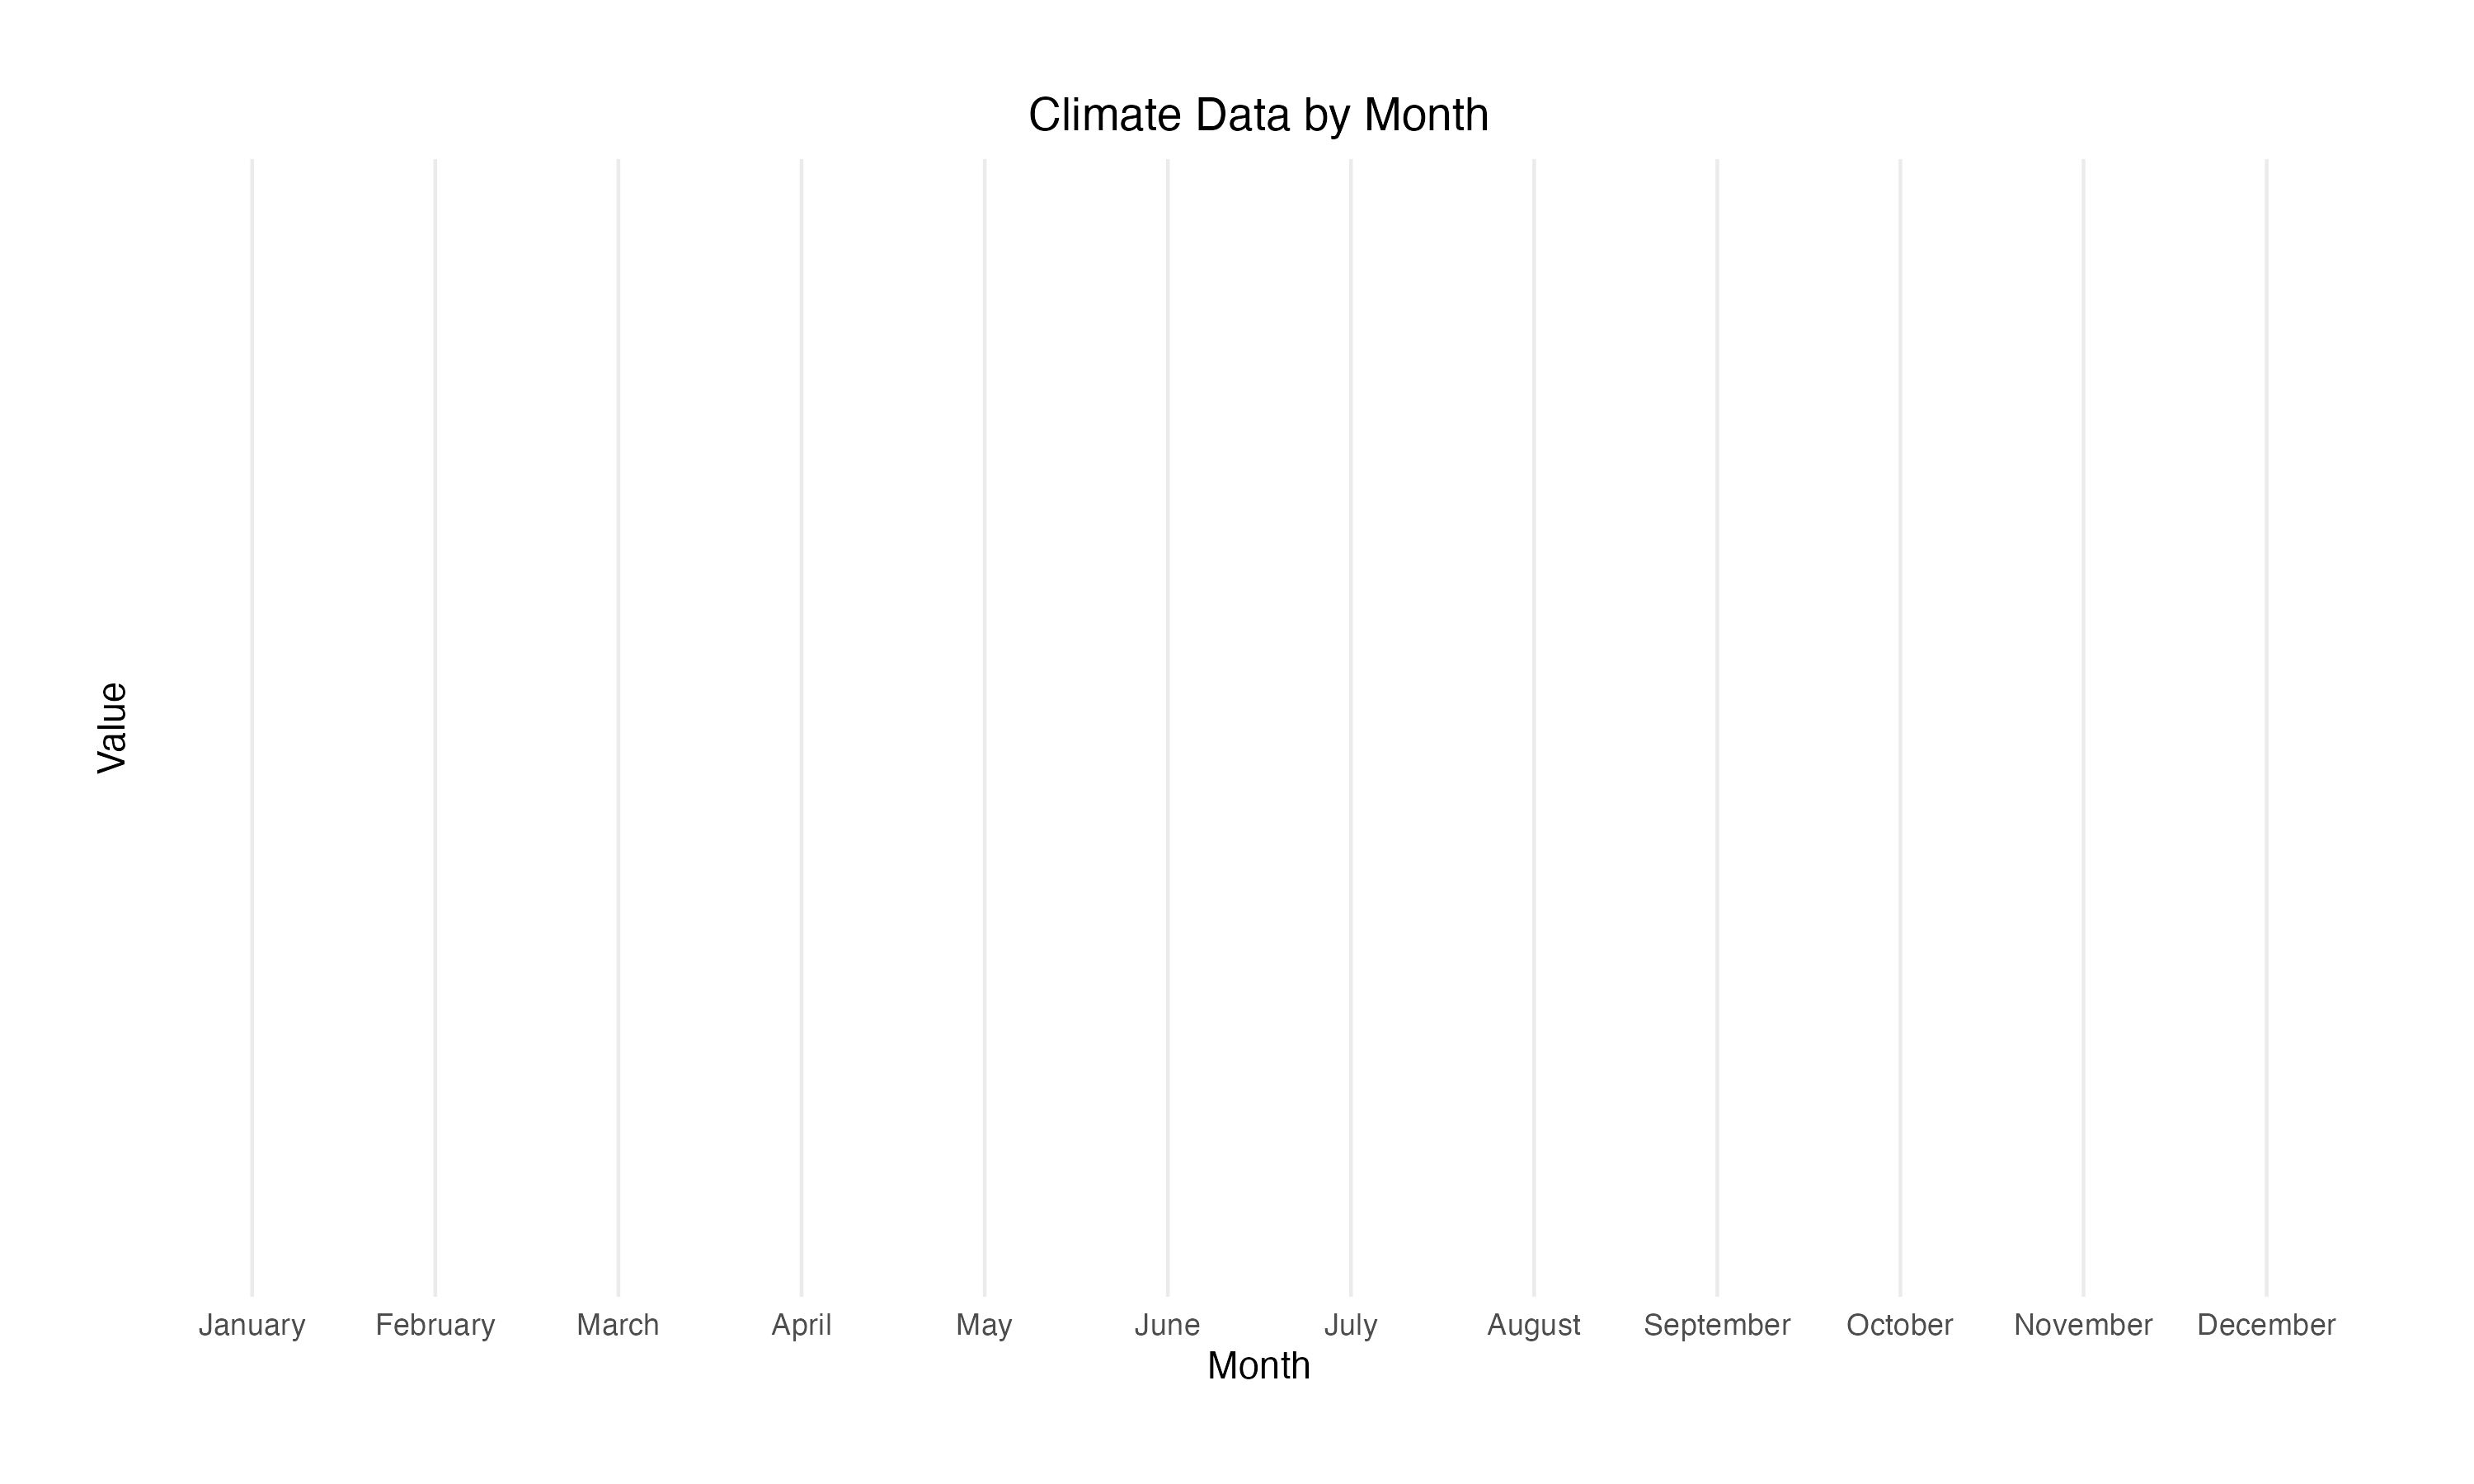 Climate Data by Month
Value
January February March April May June July August September October November December
Month